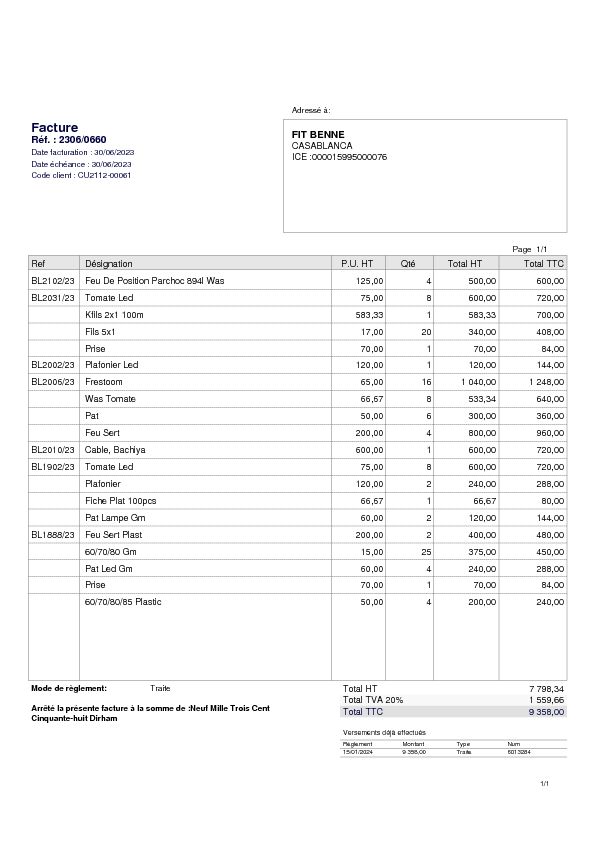 Adressé à:
Facture
Réf. : 2306/0660
Date facturation : 30/06/2023
Date échéance : 30/06/2023
Code client : CU2112-00061
FIT BENNE
CASABLANCA
ICE :000015995000076
Page 1/1
Ref Désignation P.U. HT Qté Total HT Total TTC
BL2102/23 Feu De Position Parchoc 894l Was 125,00 4 500,00 600,00
BL2031/23 Tomate Led 75,00 8 600,00 720,00
Kfils 2x1 100m 583,33 1 583,33 700,00
Fils 5x1 17,00 20 340,00 408,00
Prise 70,00 1 70,00 84,00
BL2002/23 Plafonier Led 120,00 1 120,00 144,00
BL2006/23 Frestoom 65,00 16 1 040,00 1 248,00
Was Tomate 66,67 8 533,34 640,00
Pat 50,00 6 300,00 360,00
Feu Sert 200,00 4 800,00 960,00
BL2010/23 Cable, Bachiya 600,00 1 600,00 720,00
BL1902/23 Tomate Led 75,00 8 600,00 720,00
Plafonier 120,00 2 240,00 288,00
Fiche Plat 100pcs 66,67 1 66,67 80,00
Pat Lampe Gm 60,00 2 120,00 144,00
BL1888/23 Feu Sert Plast 200,00 2 400,00 480,00
60/70/80 Gm 15,00 25 375,00 450,00
Pat Led Gm 60,00 4 240,00 288,00
Prise 70,00 1 70,00 84,00
60/70/80/85 Plastic 50,00 4 200,00 240,00
Mode de règlement: Traite
Total HT 7 798,34
Total TVA 20% 1 559,66
Total TTC 9 358,00
Arrêté la présente facture à la somme de :Neuf Mille Trois Cent
Cinquante-huit Dirham
Versements déjà effectués
Règlement Montant Type Num
15/01/2024 9 358,00 Traite 6013284
1/1